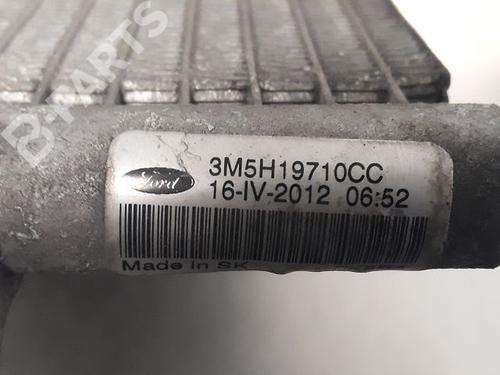 B-PARTS
Ford
3M5H19710CC
16-IV-2012 06:52
Made in SK